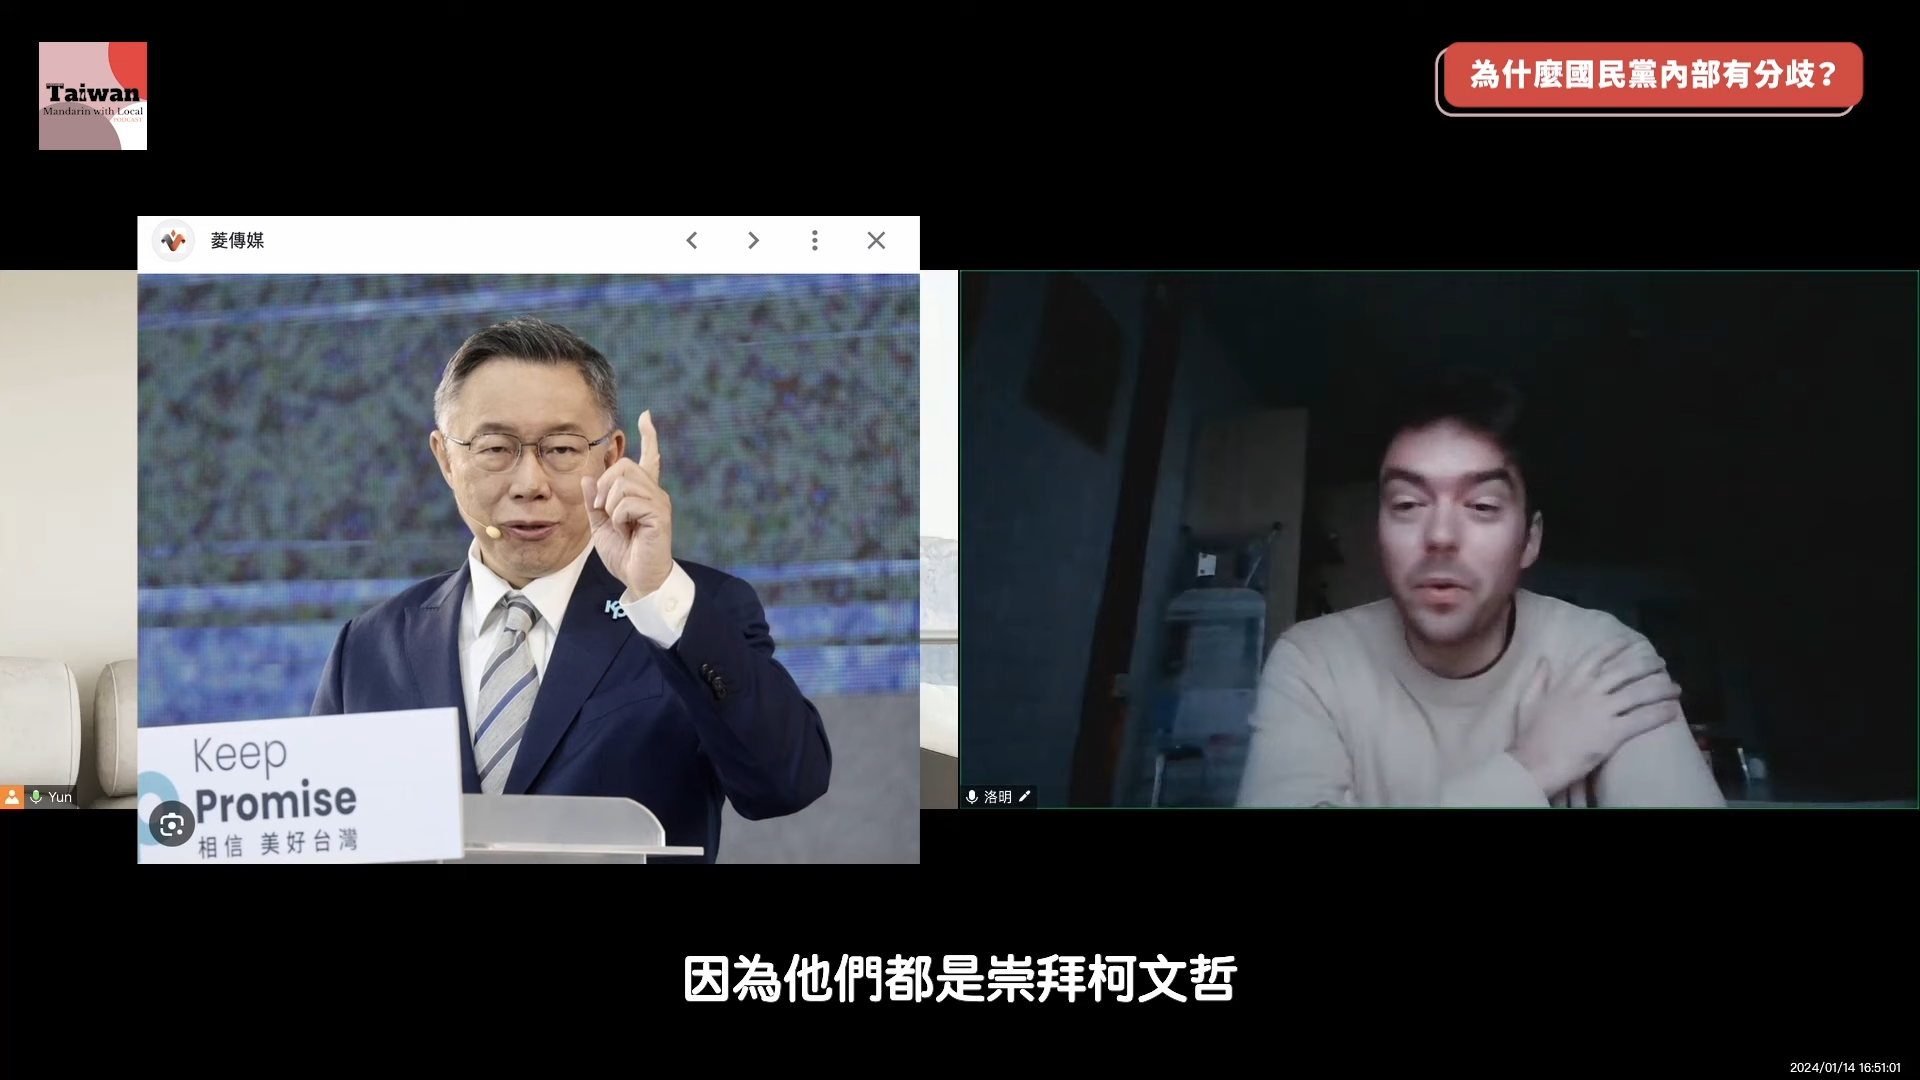 Taiwan
Mandarin with Local
PODCAST
為什麼國民黨內部有分歧？
菱傳媒
KP
Keep
Promise
相信 美好台灣
Yun
洛明
因為他們都是崇拜柯文哲
2024/01/14 16:51:01